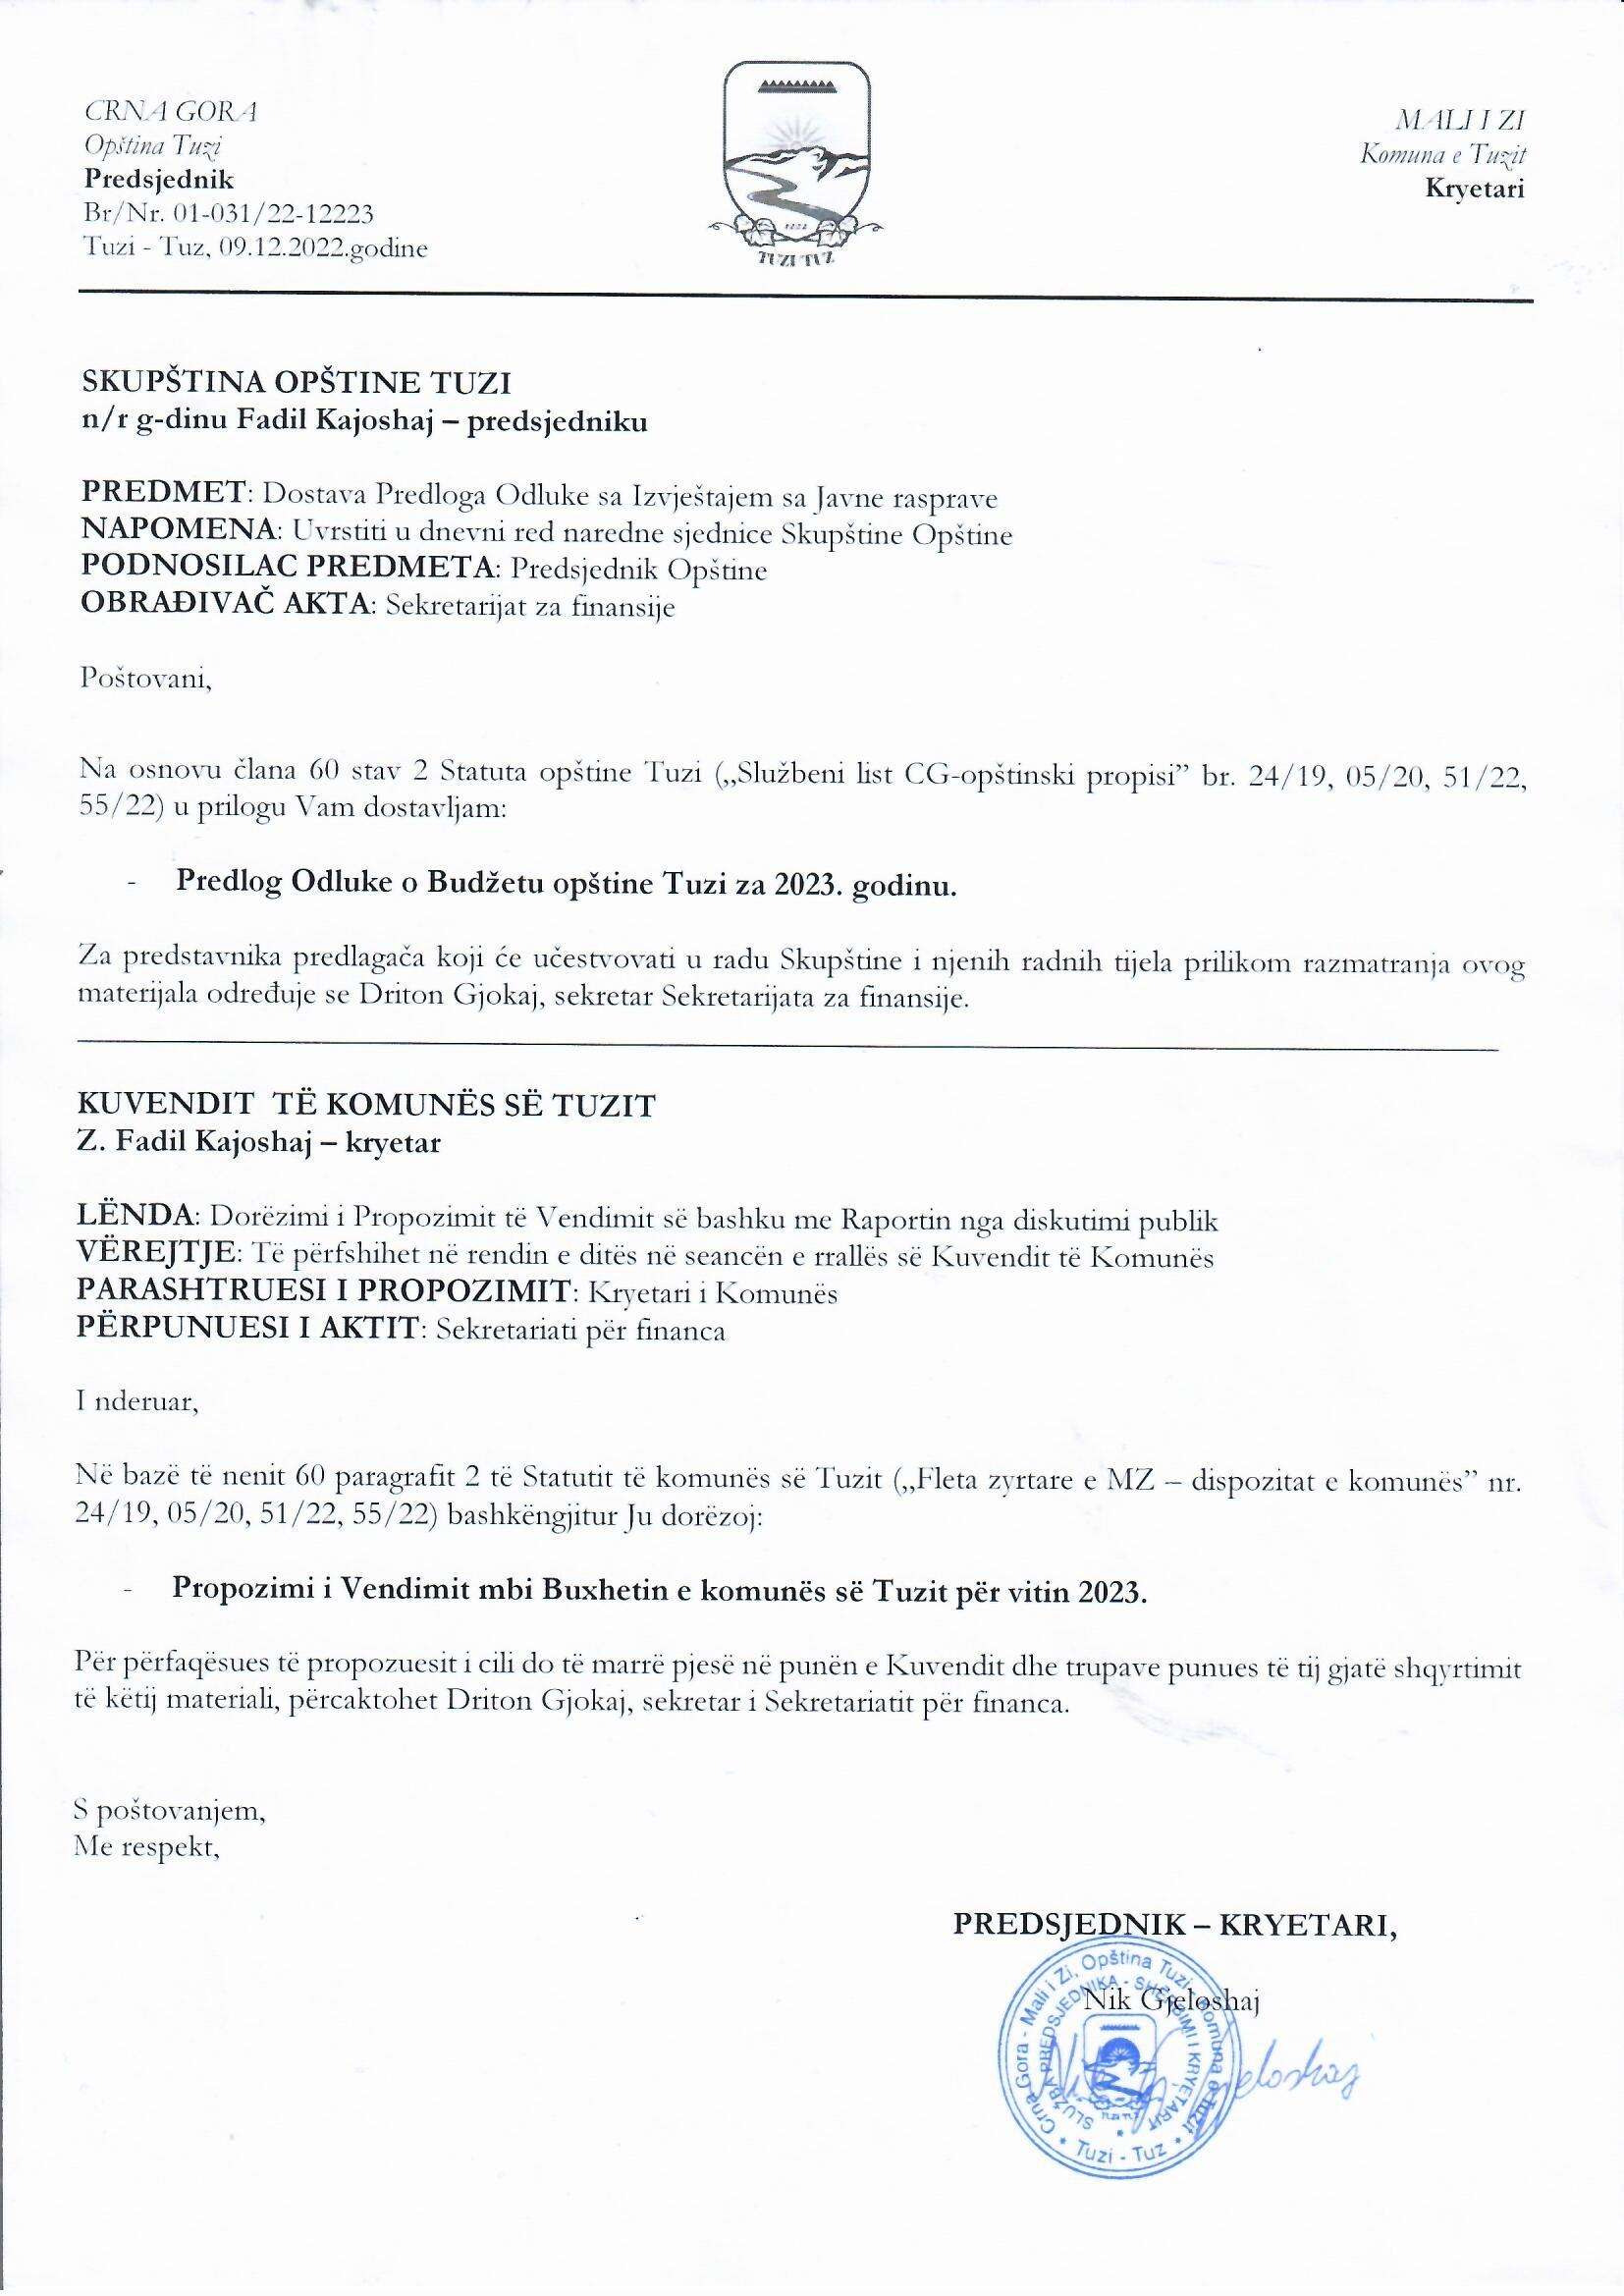 CRNA GORA
Opština Tuzi
Predsjednik
Br/Nr. 01-031/22-12223
Tuzi - Tuz, 09.12.2022.godine
TUZI TUZ
MALI I ZI
Komuna e Tuzit
Kryetari
SKUPŠTINA OPŠTINE TUZI
n/r g-dinu Fadil Kajoshaj – predsjedniku
PREDMET: Dostava Predloga Odluke sa Izvještajem sa Javne rasprave
NAPOMENA: Uvrstiti u dnevni red naredne sjednice Skupštine Opštine
PODNOSILAC PREDMETA: Predsjednik Opštine
OBRAĐIVAČ AKTA: Sekretarijat za finansije
Poštovani,
Na osnovu člana 60 stav 2 Statuta opštine Tuzi („Službeni list CG-opštinski propisi” br. 24/19, 05/20, 51/22,
55/22) u prilogu Vam dostavljam:
- Predlog Odluke o Budžetu opštine Tuzi za 2023. godinu.
Za predstavnika predlagača koji će učestvovati u radu Skupštine i njenih radnih tijela prilikom razmatranja ovog
materijala određuje se Driton Gjokaj, sekretar Sekretarijata za finansije.
KUVENDIT TË KOMUNËS SË TUZIT
Z. Fadil Kajoshaj – kryetar
LËNDA: Dorëzimi i Propozimit të Vendimit së bashku me Raportin nga diskutimi publik
VËREJTJE: Të përfshihet në rendin e ditës në seancën e rrallës së Kuvendit të Komunës
PARASHTRUESI I PROPOZIMIT: Kryetari i Komunës
PËRPUNUESI I AKTIT: Sekretariati për financa
I nderuar,
Në bazë të nenit 60 paragrafit 2 të Statutit të komunës së Tuzit („Fleta zyrtare e MZ – dispozitat e komunës” nr.
24/19, 05/20, 51/22, 55/22) bashkëngjitur Ju dorëzoj:
- Propozimi i Vendimit mbi Buxhetin e komunës së Tuzit për vitin 2023.
Për përfaqësues të propozuesit i cili do të marrë pjesë në punën e Kuvendit dhe trupave punues të tij gjatë shqyrtimit
të këtij materiali, përcaktohet Driton Gjokaj, sekretar i Sekretariatit për financa.
S poštovanjem,
Me respekt,
PREDSJEDNIK – KRYETARI,
Nik Gjeloshaj
Crna Gora - Mali i Zi, Opština Tuzi - Komuna e Tuzit
SLUŽBA PREDSJEDNIKA - SHËRBIMI I KRYETARIT
Tuzi - Tuz